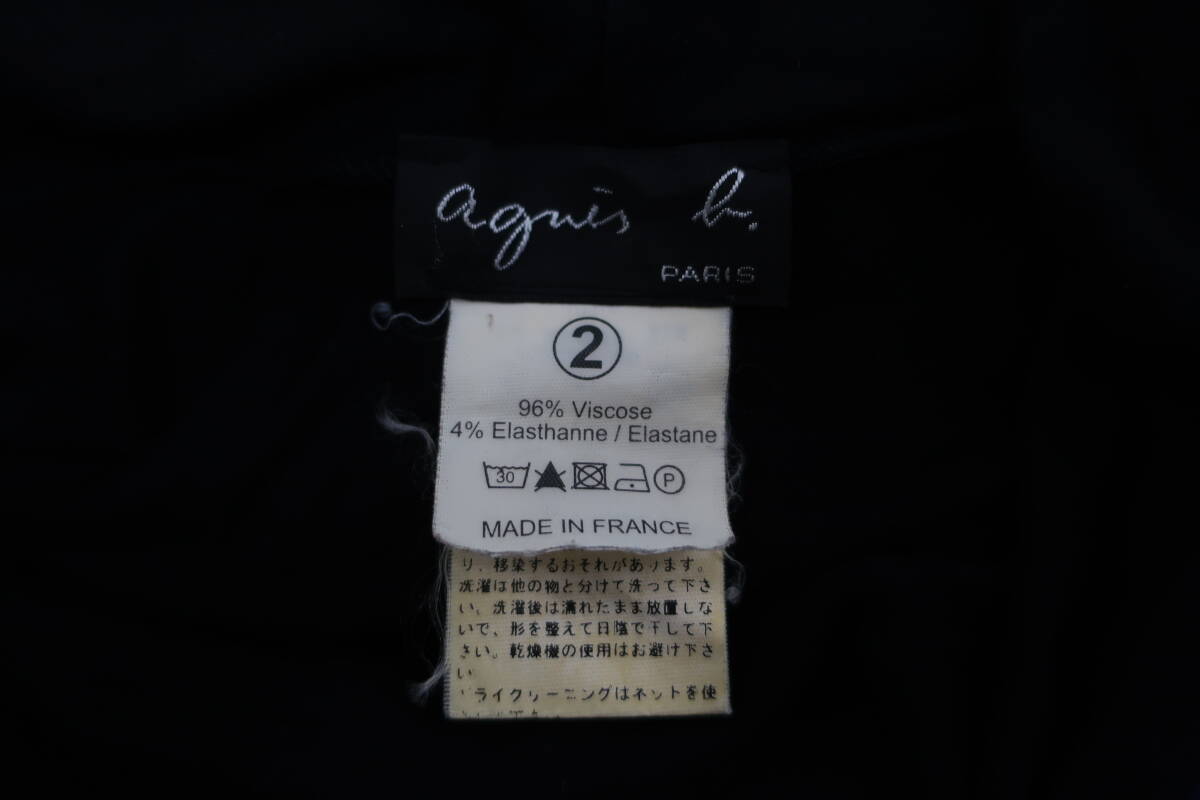 agnès b.
PARIS
2
96% Viscose
4% Elasthanne / Elastane
30 P
MADE IN FRANCE
り、移染するおそれがあります。
洗濯は他の物と分けて洗って下さ
い。洗濯後は濡れたまま放置しな
いで、形を整えて日陰で干して下
さい。乾燥機の使用はお避け下さ
い
ライクリーニングはネットを使